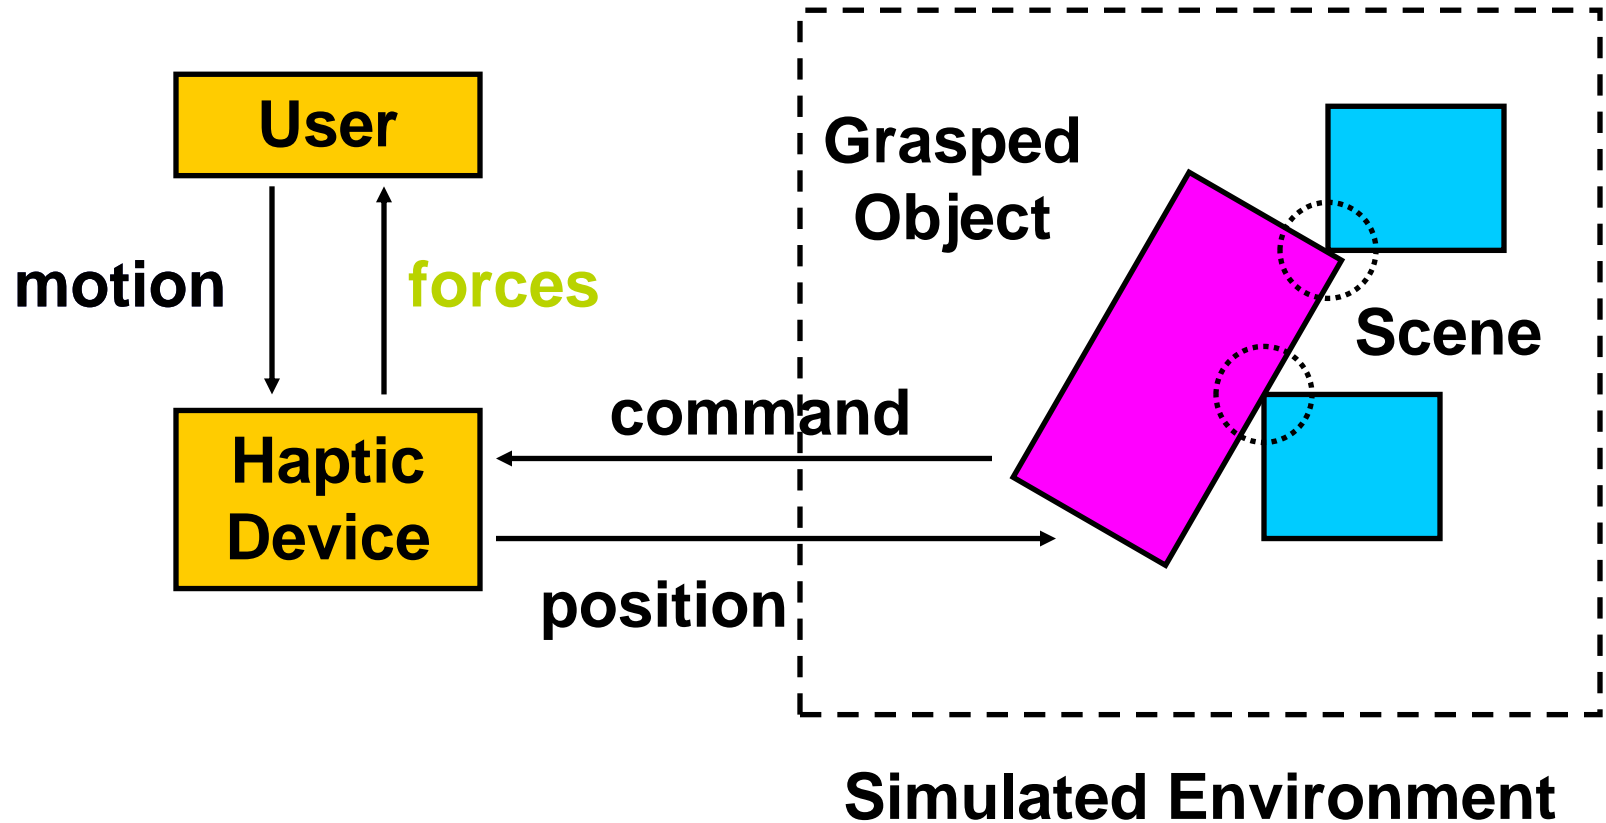 User
Grasped
Object
motion
forces
Scene
command
Haptic
Device
position
Simulated Environment